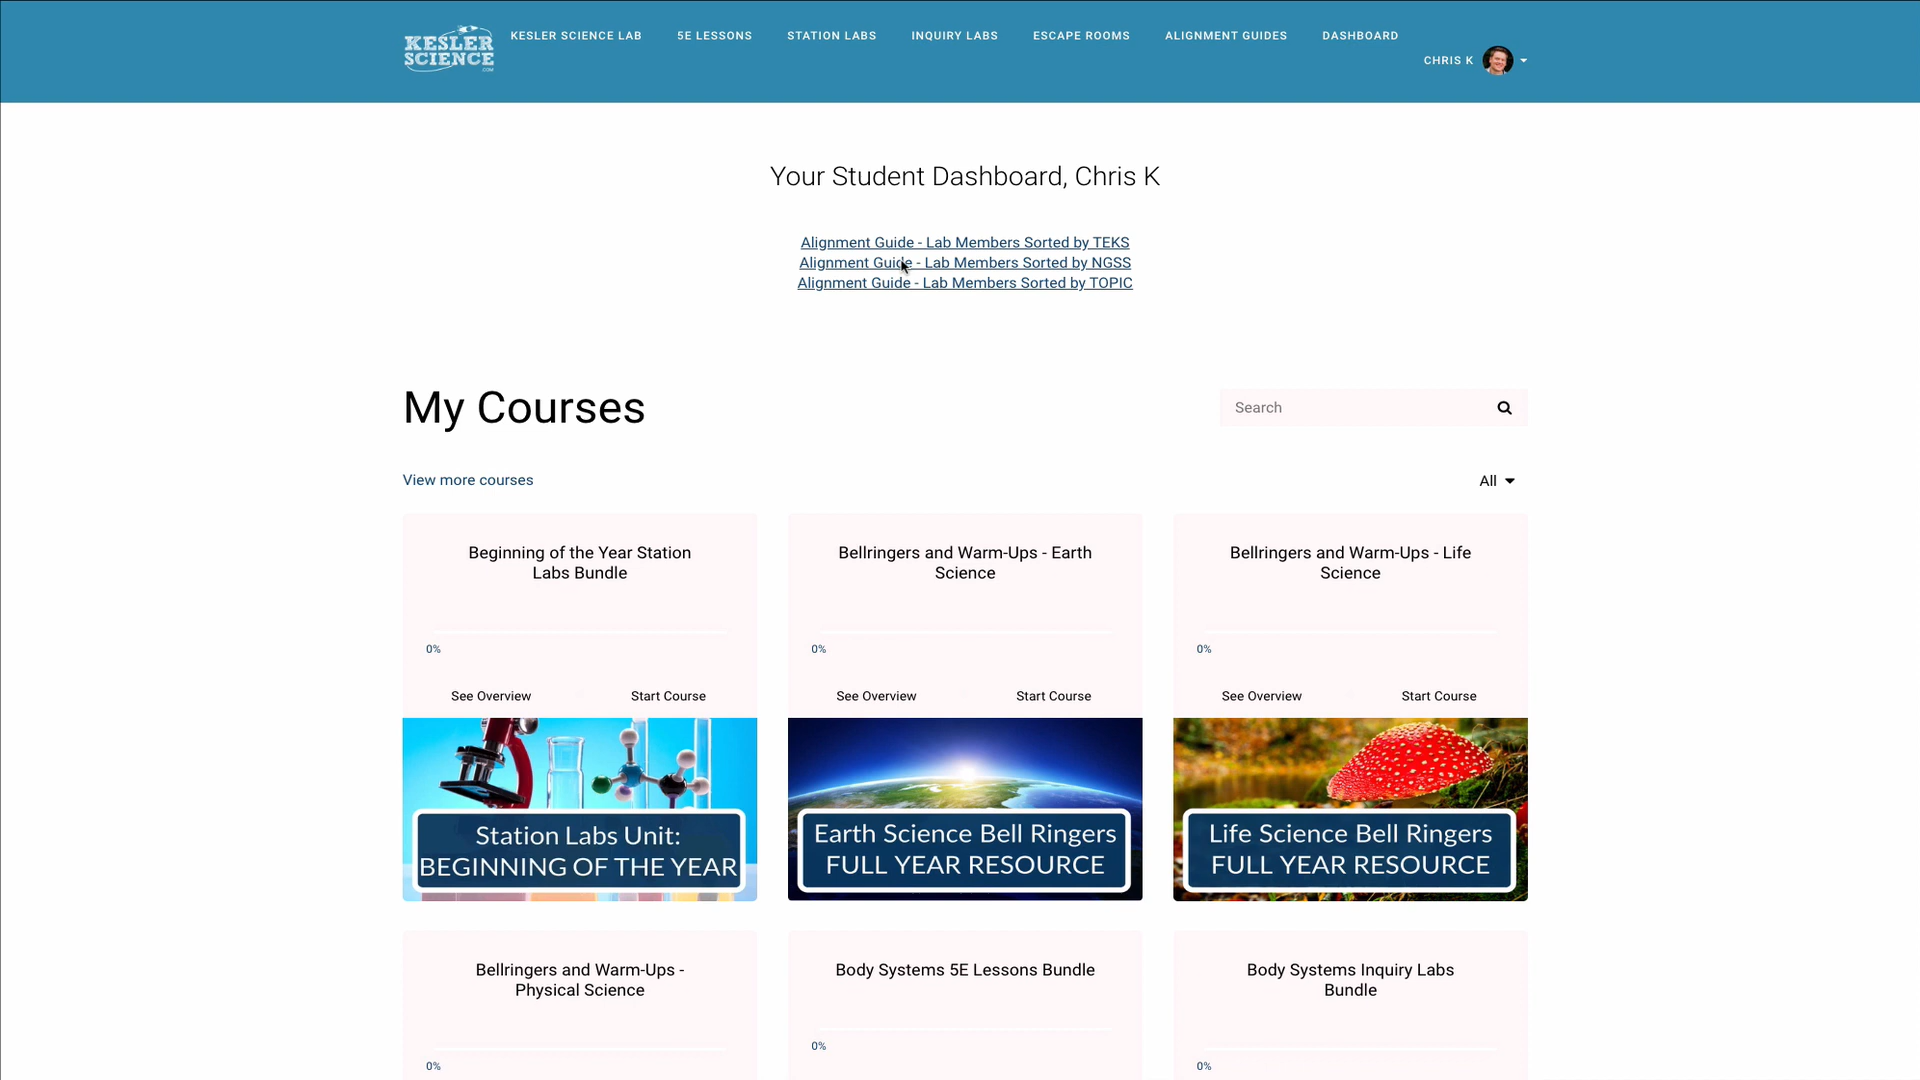 KESLER
SCIENCE
.COM
KESLER SCIENCE LAB
5E LESSONS
STATION LABS
INQUIRY LABS
ESCAPE ROOMS
ALIGNMENT GUIDES
DASHBOARD
CHRIS K
Your Student Dashboard, Chris K
Alignment Guide - Lab Members Sorted by TEKS
Alignment Guide - Lab Members Sorted by NGSS
Alignment Guide - Lab Members Sorted by TOPIC
My Courses
Search
View more courses
All
Beginning of the Year Station
Labs Bundle
0%
See Overview
Start Course
Station Labs Unit:
BEGINNING OF THE YEAR
Bellringers and Warm-Ups - Earth
Science
0%
See Overview
Start Course
Earth Science Bell Ringers
FULL YEAR RESOURCE
Bellringers and Warm-Ups - Life
Science
0%
See Overview
Start Course
Life Science Bell Ringers
FULL YEAR RESOURCE
Bellringers and Warm-Ups -
Physical Science
0%
Body Systems 5E Lessons Bundle
0%
Body Systems Inquiry Labs
Bundle
0%